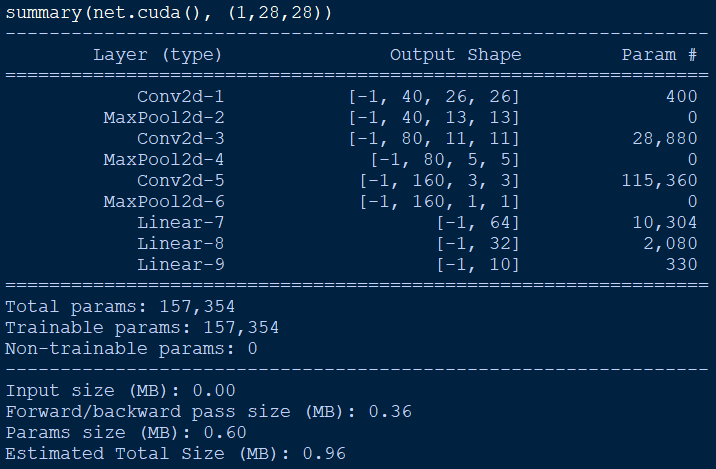 summary(net.cuda(), (1,28,28))
----------------------------------------------------------------
Layer (type) Output Shape Param #
================================================================
Conv2d-1 [-1, 40, 26, 26] 400
MaxPool2d-2 [-1, 40, 13, 13] 0
Conv2d-3 [-1, 80, 11, 11] 28,880
MaxPool2d-4 [-1, 80, 5, 5] 0
Conv2d-5 [-1, 160, 3, 3] 115,360
MaxPool2d-6 [-1, 160, 1, 1] 0
Linear-7 [-1, 64] 10,304
Linear-8 [-1, 32] 2,080
Linear-9 [-1, 10] 330
================================================================
Total params: 157,354
Trainable params: 157,354
Non-trainable params: 0
----------------------------------------------------------------
Input size (MB): 0.00
Forward/backward pass size (MB): 0.36
Params size (MB): 0.60
Estimated Total Size (MB): 0.96